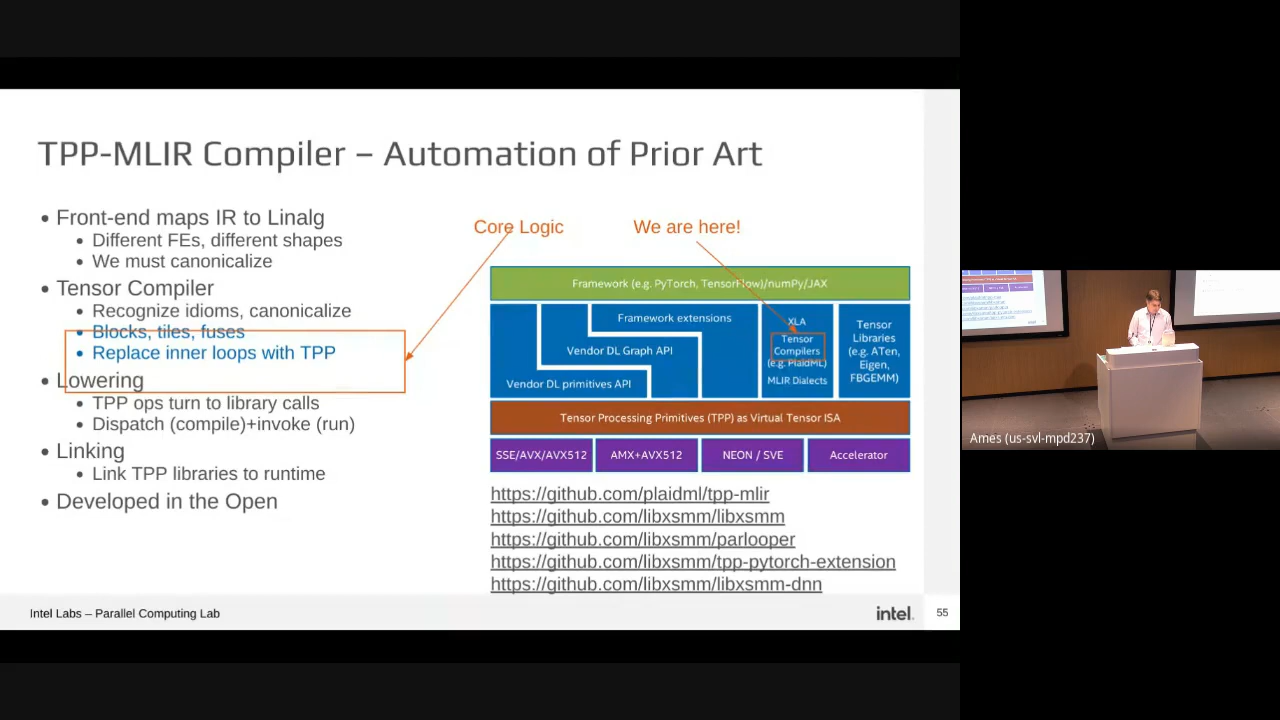 TPP-MLIR Compiler – Automation of Prior Art
• Front-end maps IR to Linalg
• Different FEs, different shapes
• We must canonicalize
• Tensor Compiler
• Recognize idioms, canonicalize
• Blocks, tiles, fuses
• Replace inner loops with TPP
• Lowering
• TPP ops turn to library calls
• Dispatch (compile)+invoke (run)
• Linking
• Link TPP libraries to runtime
• Developed in the Open
Core Logic
We are here!
Framework (e.g. PyTorch, TensorFlow)/numPy/JAX
Framework extensions
Vendor DL Graph API
Vendor DL primitives API
XLA
Tensor
Compilers
(e.g. PlaidML)
MLIR Dialects
Tensor
Libraries
(e.g. ATen,
Eigen,
FBGEMM)
Tensor Processing Primitives (TPP) as Virtual Tensor ISA
SSE/AVX/AVX512
AMX+AVX512
NEON / SVE
Accelerator
https://github.com/plaidml/tpp-mlir
https://github.com/libxsmm/libxsmm
https://github.com/libxsmm/parlooper
https://github.com/libxsmm/tpp-pytorch-extension
https://github.com/libxsmm/libxsmm-dnn
Intel Labs – Parallel Computing Lab
intel.
55
Ames (us-svl-mpd237)